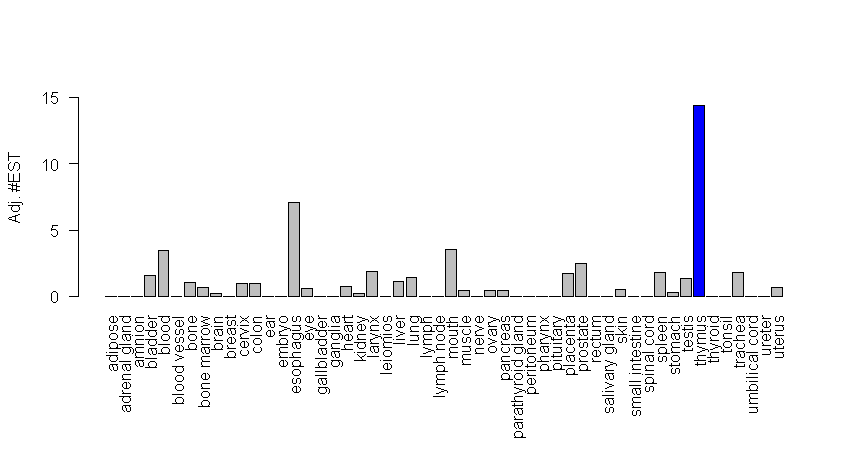 Adj. #EST
15
10
5
0
adipose
adrenal gland
amnion
bladder
blood
blood vessel
bone
bone marrow
brain
breast
cervix
colon
ear
embryo
esophagus
eye
gallbladder
ganglia
heart
kidney
larynx
leiomios
liver
lung
lymph
lymph node
mouth
muscle
nerve
ovary
pancreas
parathyroid gland
peritoneum
pharynx
pituitary
placenta
prostate
rectum
salivary gland
skin
small intestine
spinal cord
spleen
stomach
testis
thymus
thyroid
tonsil
trachea
umbilical cord
ureter
uterus